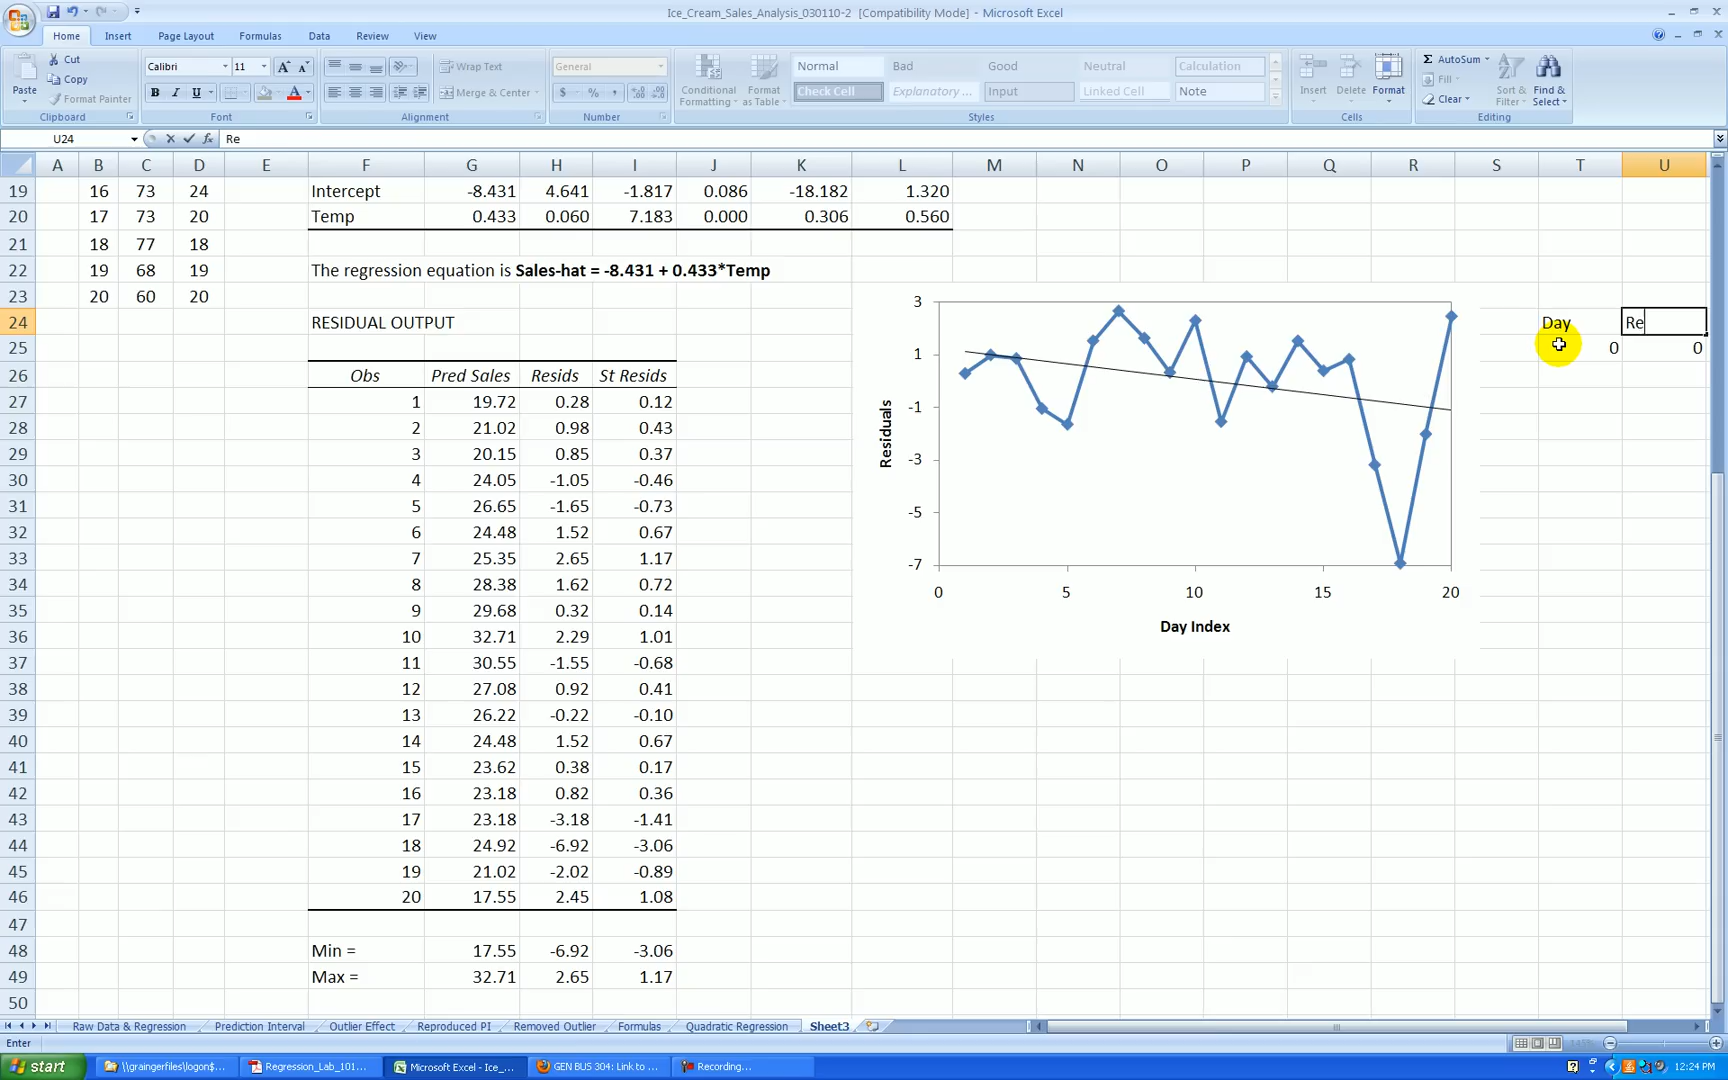 Ice_Cream_Sales_Analysis_030110-2 [Compatibility Mode] - Microsoft Excel
Home Insert Page Layout Formulas Data Review View
Paste Cut Copy Format Painter Clipboard
Calibri 11 B I U A Font
Wrap Text Merge & Center Alignment
General $ % , Number
Conditional Formatting Format as Table Normal Bad Good Neutral Calculation
Check Cell Explanatory ... Input Linked Cell Note Styles
Insert Delete Format Cells
Σ AutoSum Fill Clear Sort & Filter Find & Select Editing
U24 fx Re
A B C D E F G H I J K L M N O P Q R S T U
19 16 73 24 Intercept -8.431 4.641 -1.817 0.086 -18.182 1.320
20 17 73 20 Temp 0.433 0.060 7.183 0.000 0.306 0.560
21 18 77 18
22 19 68 19 The regression equation is Sales-hat = -8.431 + 0.433*Temp
23 20 60 20
24 RESIDUAL OUTPUT Day Re
25 0 0
26 Obs Pred Sales Resids St Resids
27 1 19.72 0.28 0.12
28 2 21.02 0.98 0.43
29 3 20.15 0.85 0.37
30 4 24.05 -1.05 -0.46
31 5 26.65 -1.65 -0.73
32 6 24.48 1.52 0.67
33 7 25.35 2.65 1.17
34 8 28.38 1.62 0.72
35 9 29.68 0.32 0.14
36 10 32.71 2.29 1.01
37 11 30.55 -1.55 -0.68
38 12 27.08 0.92 0.41
39 13 26.22 -0.22 -0.10
40 14 24.48 1.52 0.67
41 15 23.62 0.38 0.17
42 16 23.18 0.82 0.36
43 17 23.18 -3.18 -1.41
44 18 24.92 -6.92 -3.06
45 19 21.02 -2.02 -0.89
46 20 17.55 2.45 1.08
47
48 Min = 17.55 -6.92 -3.06
49 Max = 32.71 2.65 1.17
50
3
1
-1
-3
-5
-7
Residuals
0 5 10 15 20
Day Index
Raw Data & Regression Prediction Interval Outlier Effect Reproduced PI Removed Outlier Formulas Quadratic Regression Sheet3
Enter
start \\graingerfiles\logon$... Regression_Lab_101... Microsoft Excel - Ice_... GEN BUS 304: Link to ... Recording... 12:24 PM